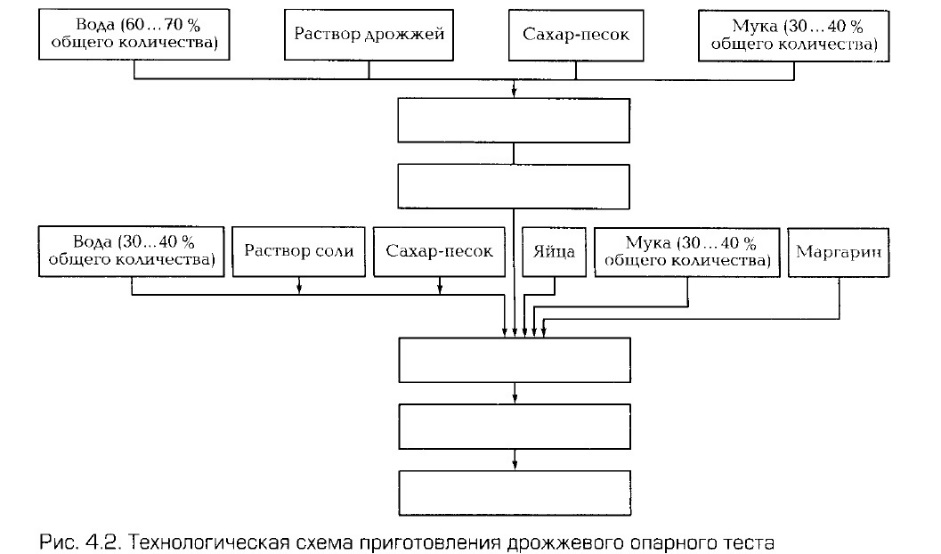 Вода (60...70 %
общего количества)
Раствор дрожжей
Сахар-песок
Мука (30...40 %
общего количества)
Вода (30...40 %
общего количества)
Раствор соли
Сахар-песок
Яйца
Мука (30...40 %
общего количества)
Маргарин
Рис. 4.2. Технологическая схема приготовления дрожжевого опарного теста